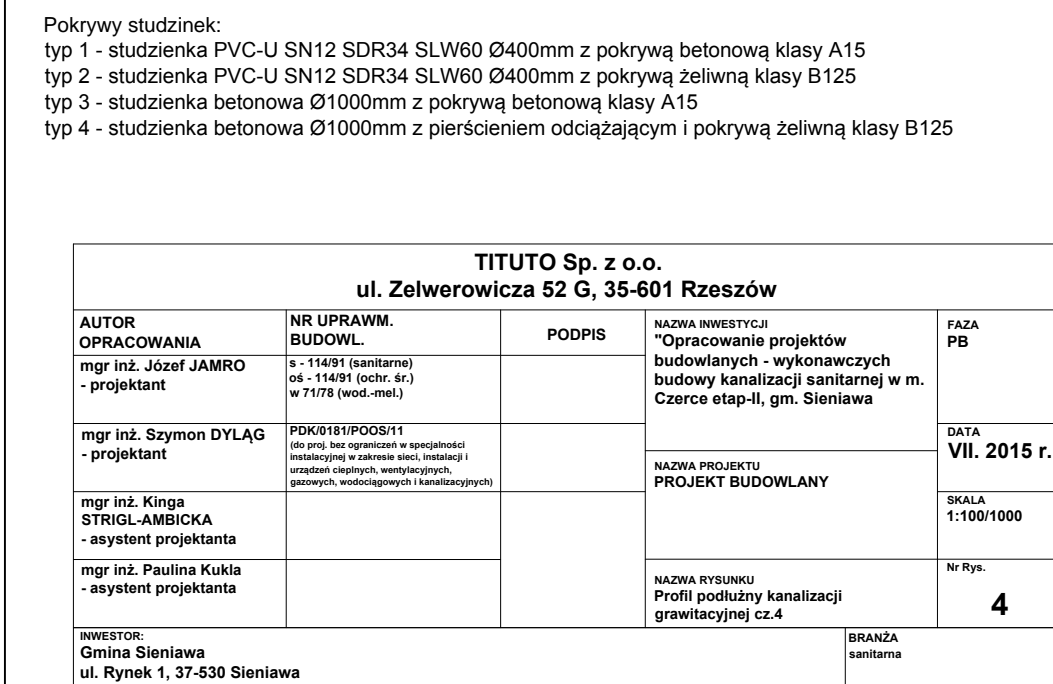 Pokrywy studzinek:
typ 1 - studzienka PVC-U SN12 SDR34 SLW60 Ø400mm z pokrywą betonową klasy A15
typ 2 - studzienka PVC-U SN12 SDR34 SLW60 Ø400mm z pokrywą żeliwną klasy B125
typ 3 - studzienka betonowa Ø1000mm z pokrywą betonową klasy A15
typ 4 - studzienka betonowa Ø1000mm z pierścieniem odciążającym i pokrywą żeliwną klasy B125
TITUTO Sp. z o.o.
ul. Zelwerowicza 52 G, 35-601 Rzeszów
AUTOR
OPRACOWANIA
NR UPRAWM.
BUDOWL.
PODPIS
NAZWA INWESTYCJI
"Opracowanie projektów
budowlanych - wykonawczych
budowy kanalizacji sanitarnej w m.
Czerce etap-II, gm. Sieniawa
FAZA
PB
mgr inż. Józef JAMRO
- projektant
s - 114/91 (sanitarne)
oś - 114/91 (ochr. śr.)
w 71/78 (wod.-mel.)
mgr inż. Szymon DYLĄG
- projektant
PDK/0181/POOS/11
(do proj. bez ograniczeń w specjalności
instalacyjnej w zakresie sieci, instalacji i
urządzeń cieplnych, wentylacyjnych,
gazowych, wodociągowych i kanalizacyjnych)
NAZWA PROJEKTU
PROJEKT BUDOWLANY
DATA
VII. 2015 r.
mgr inż. Kinga
STRIGL-AMBICKA
- asystent projektanta
SKALA
1:100/1000
mgr inż. Paulina Kukla
- asystent projektanta
NAZWA RYSUNKU
Profil podłużny kanalizacji
grawitacyjnej cz.4
Nr Rys.
4
INWESTOR:
Gmina Sieniawa
ul. Rynek 1, 37-530 Sieniawa
BRANŻA
sanitarna